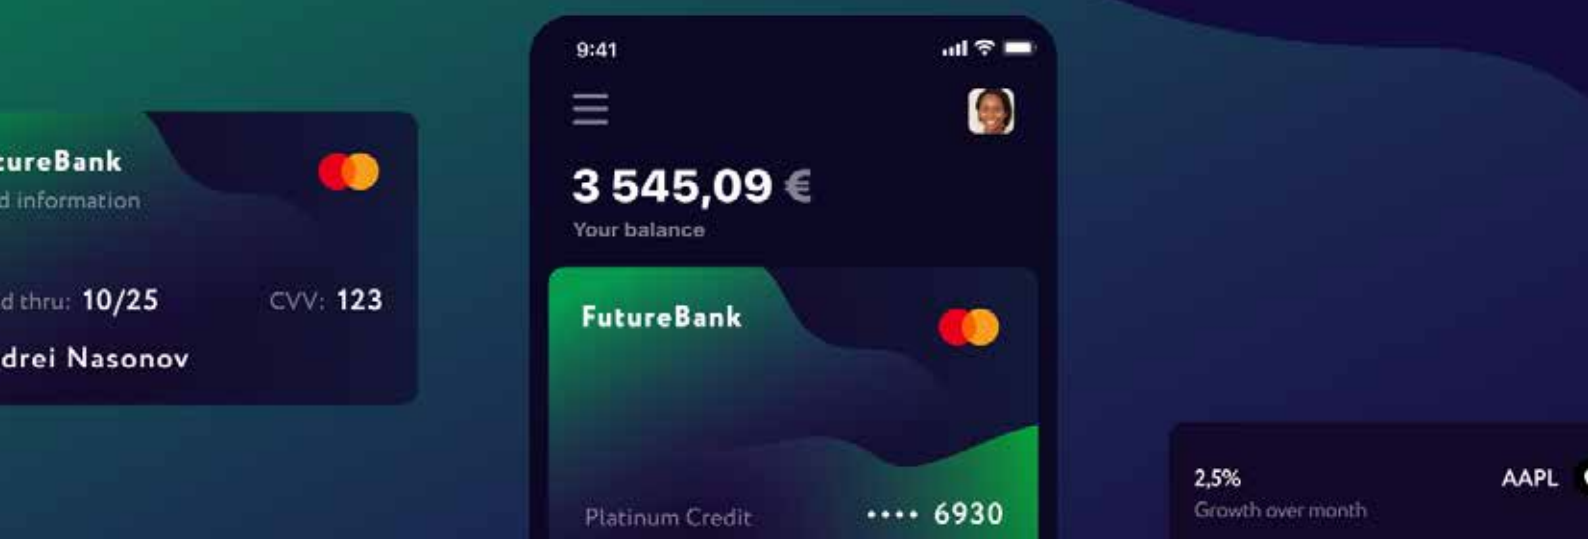 tureBank
d information
d thru: 10/25 CVV: 123
drei Nasonov
9:41
3 545,09 €
Your balance
FutureBank
Platinum Credit •••• 6930
2,5% AAPL
Growth over month